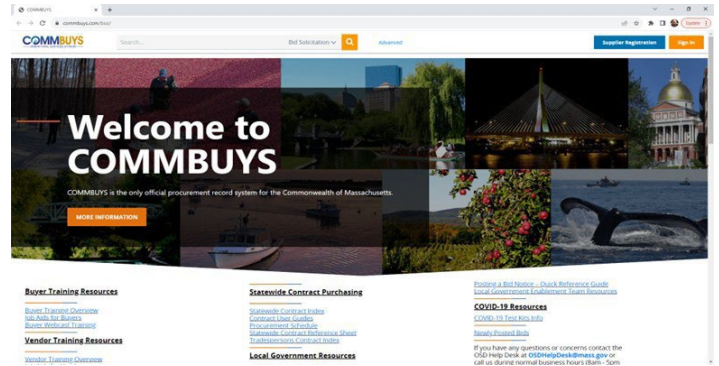 COMMBUYS
commbuys.com/bso/
Update
COMMBUYS
Search...
Bid Solicitation
Advanced
Supplier Registration
Sign In
Welcome to
COMMBUYS
COMMBUYS is the only official procurement record system for the Commonwealth of Massachusetts.
MORE INFORMATION
Buyer Training Resources
Buyer Training Overview
Job Aids for Buyers
Buyer Webcast Training
Vendor Training Resources
Vendor Training Overview
Statewide Contract Purchasing
Statewide Contract Index
Contract User Guides
Procurement Schedule
Statewide Contract Reference Sheet
Tradespersons Contract Index
Local Government Resources
Posting a Bid Notice - Quick Reference Guide
Local Government Enablement Team Resources
COVID-19 Resources
COVID-19 Test Kits Info
Newly Posted Bids
If you have any questions or concerns contact the
OSD Help Desk at OSDHelpDesk@mass.gov or
call us during normal business hours (8am - 5pm